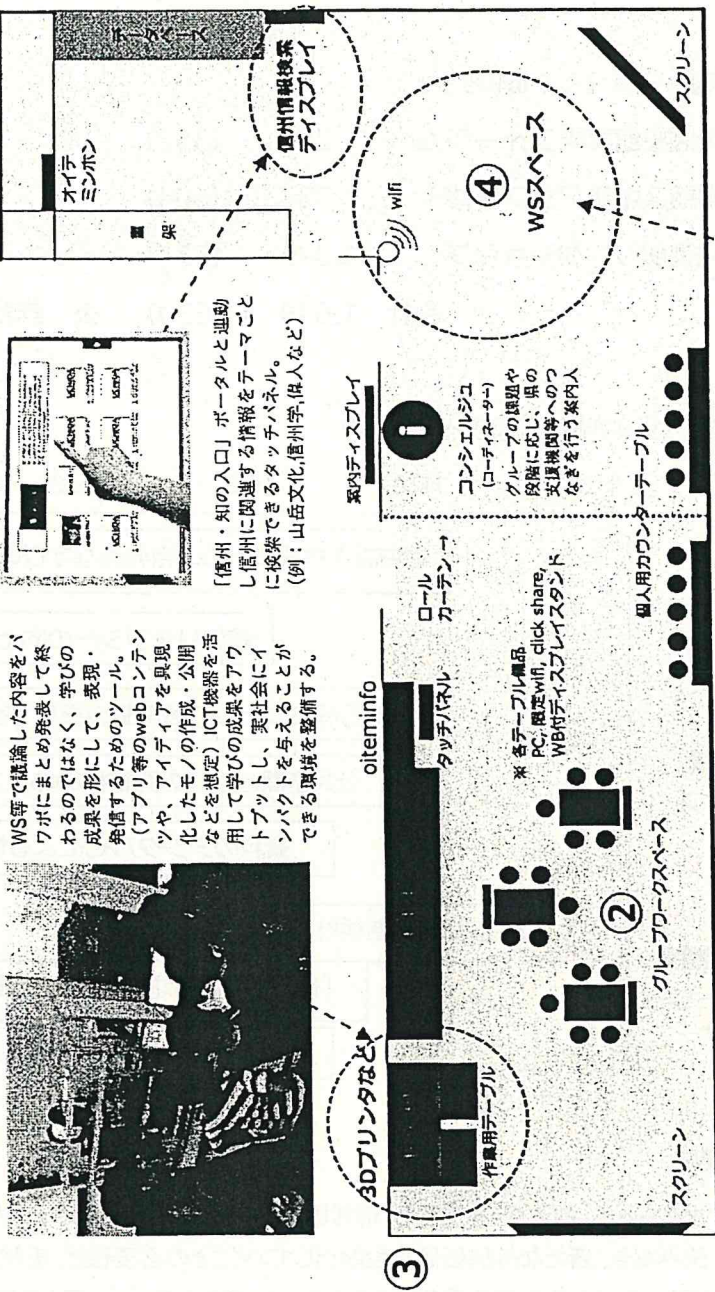 WS等で議論した内容をパ
ワポにまとめ発表して終
わるのではなく、学びの
成果を形にして、表現・
発信するためのツール。
(アプリ等のwebコンテン
ツや、アイディアを具現
化したモノの作成・公開
などを想定) ICT機器を活
用して学びの成果をアウ
トプットし、実社会にイ
ンパクトを与えることが
できる環境を整備する。
「信州・知の入口」ポータルと連動
し信州に関連する情報をテーマごと
に検索できるタッチパネル。
(例:山岳文化,信州学,偉人など)
オイデ
ミンホン
書
架
データベース
信州情報検索
ディスプレイ
③
3Dプリンタなど
作業用テーブル
oiteminfo
タッチパネル
ロール
カーテン→
※ 各テーブル備品
PC, 限定wifi, click share,
WB付ディスプレイスタンド
②
グループワークスペース
スクリーン
案内ディスプレイ
i
コンシェルジュ
(コーディネーター)
グループの課題や
段階に応じ、県の
支援機関等へのつ
なぎを行う案内人
個人用カウンターテーブル
wifi
④
WSスペース
スクリーン